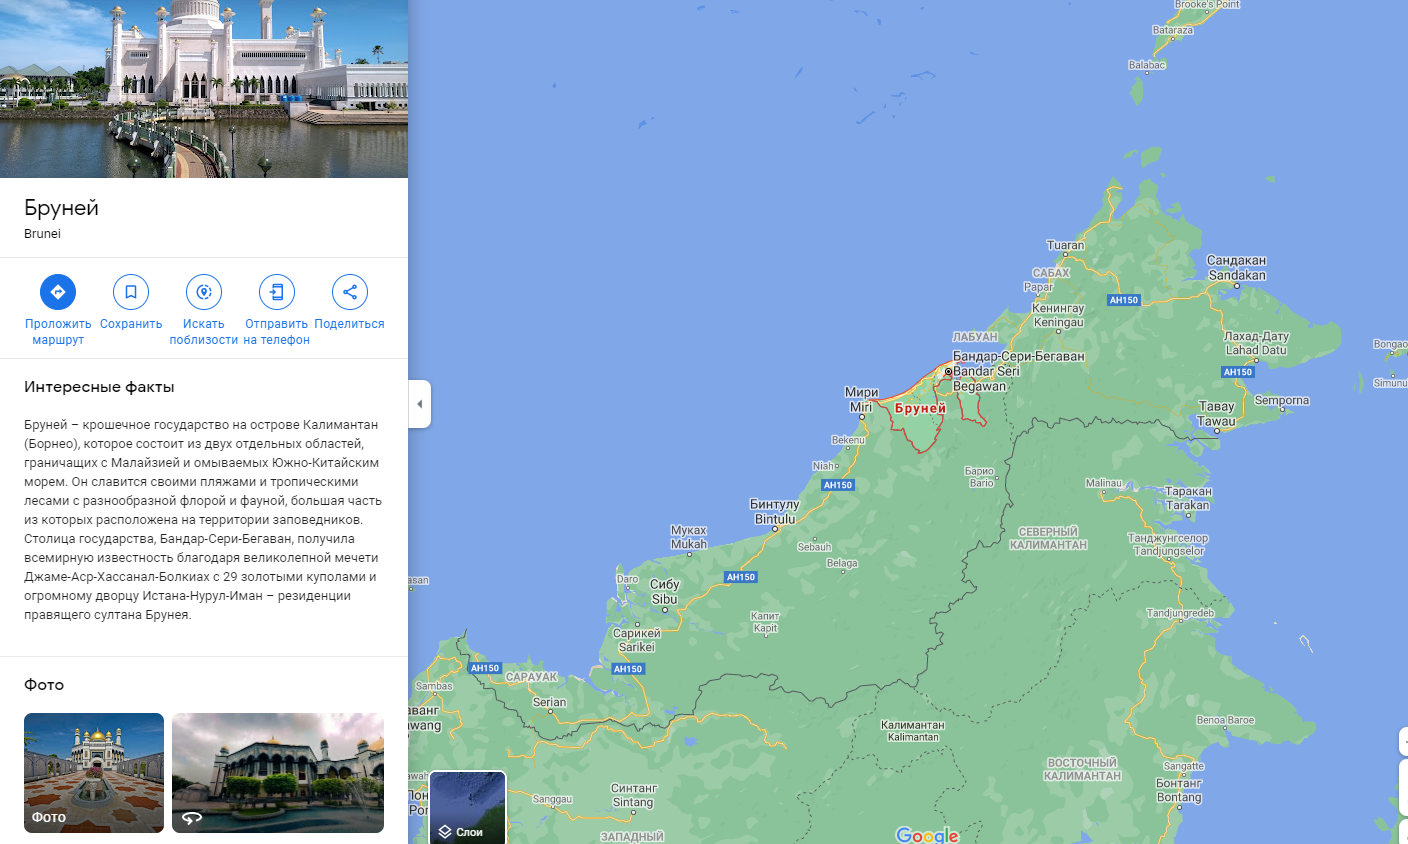 Бруней
Brunei
Проложить
маршрут
Сохранить
Искать
поблизости
Отправить
на телефон
Поделиться
Интересные факты
Бруней – крошечное государство на острове Калимантан
(Борнео), которое состоит из двух отдельных областей,
граничащих с Малайзией и омываемых Южно-Китайским
морем. Он славится своими пляжами и тропическими
лесами с разнообразной флорой и фауной, большая часть
из которых расположена на территории заповедников.
Столица государства, Бандар-Сери-Бегаван, получила
всемирную известность благодаря великолепной мечети
Джаме-Аср-Хассанал-Болкиах с 29 золотыми куполами и
огромному дворцу Истана-Нурул-Иман – резиденции
правящего султана Брунея.
Фото
Фото
Brooke's Point
Bataraza
Balabac
Tuaran
САБАХ
Papar
Сандакан
Sandakan
AH150
Кенингау
Keningau
ЛАБУАН
Лахад-Дату
Lahad Datu
Bongao
Бандар-Сери-Бегаван
Bandar Seri
Begawan
AH150
Simunu
Мири
Miri
Бруней
Semporna
Тавау
Tawau
Bekenu
Niah
Барио
Bario
AH150
Malinau
Таракан
Tarakan
Бинтулу
Bintulu
Муках
Mukah
СЕВЕРНЫЙ
КАЛИМАНТАН
Танджунгселор
Tandjungselor
Sebauh
Belaga
AH150
Daro
Сибу
Sibu
asan
Капит
Kapit
Tandjungredeb
Сарикей
Sarikei
AH150
AH150
САРАУАК
Sambas
Serian
аванг
wang
Калимантан
Kalimantan
Benoa Baroe
ВОСТОЧНЫЙ
КАЛИМАНТАН
Sangatte
Бонтанг
Bontang
awah
Пон
Pon
Синтанг
Sintang
Sanggau
Слои
ЗАПАДНЫЙ
Google